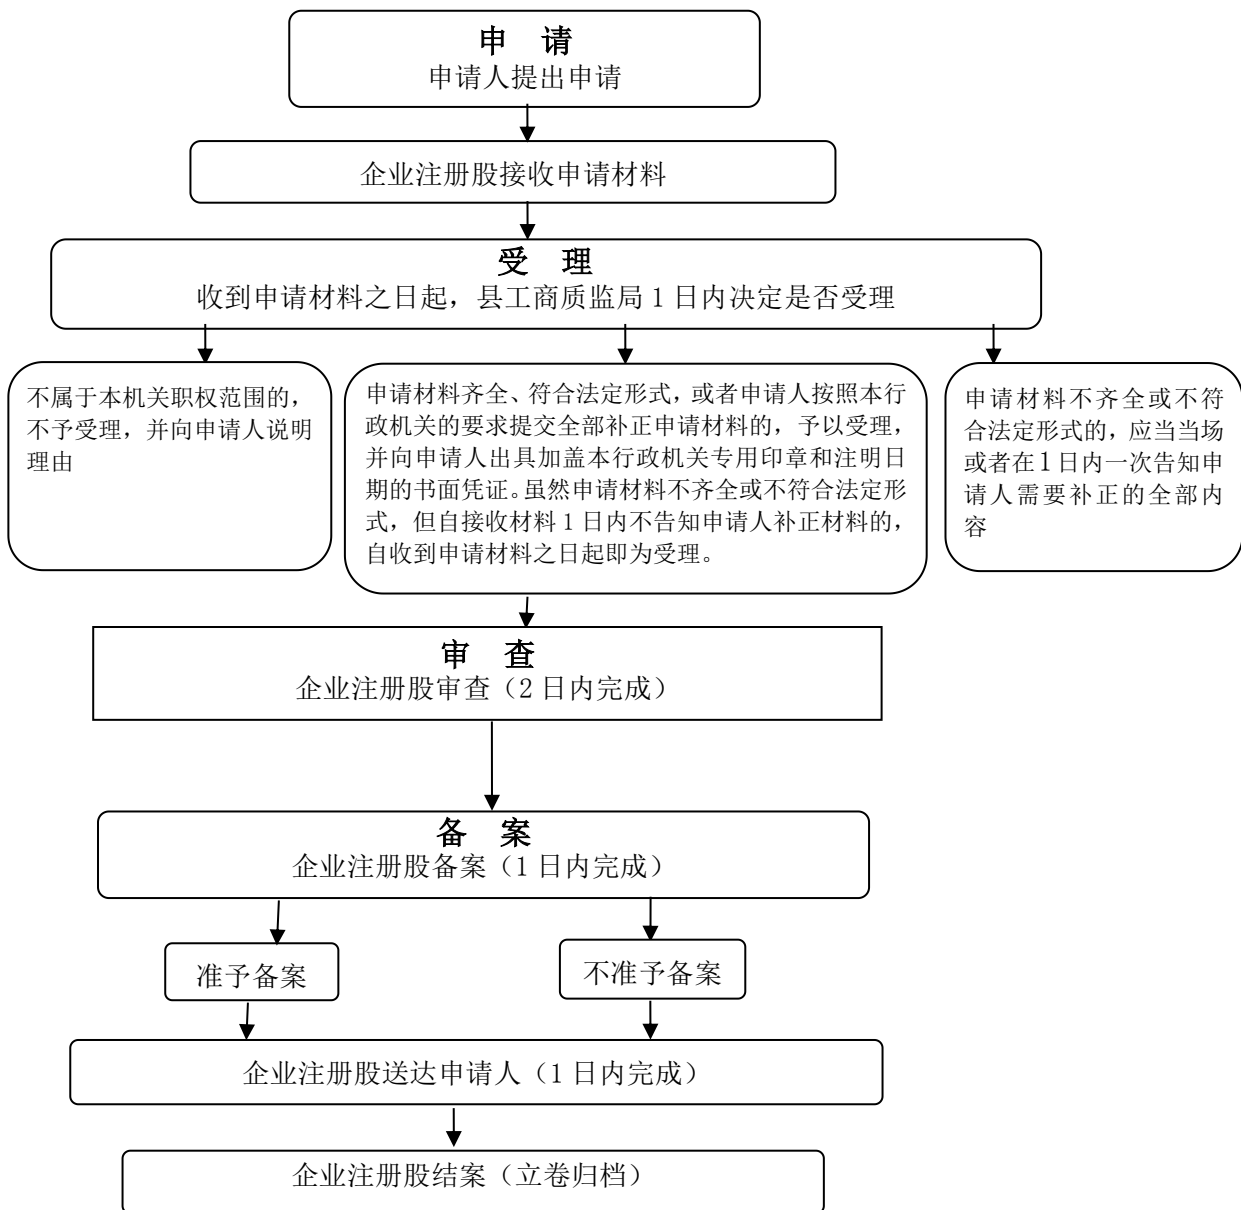 申　请
申请人提出申请
企业注册股接收申请材料
受　理
收到申请材料之日起，县工商质监局 1 日内决定是否受理
不属于本机关职权范围的，
不予受理，并向申请人说明
理由
申请材料齐全、符合法定形式，或者申请人按照本行
政机关的要求提交全部补正申请材料的，予以受理，
并向申请人出具加盖本行政机关专用印章和注明日
期的书面凭证。虽然申请材料不齐全或不符合法定形
式，但自接收材料 1 日内不告知申请人补正材料的，
自收到申请材料之日起即为受理。
申请材料不齐全或不符
合法定形式的，应当当场
或者在 1 日内一次告知申
请人需要补正的全部内
容
审　查
企业注册股审查（2 日内完成）
备　案
企业注册股备案（1 日内完成）
准予备案
不准予备案
企业注册股送达申请人（1 日内完成）
企业注册股结案（立卷归档）